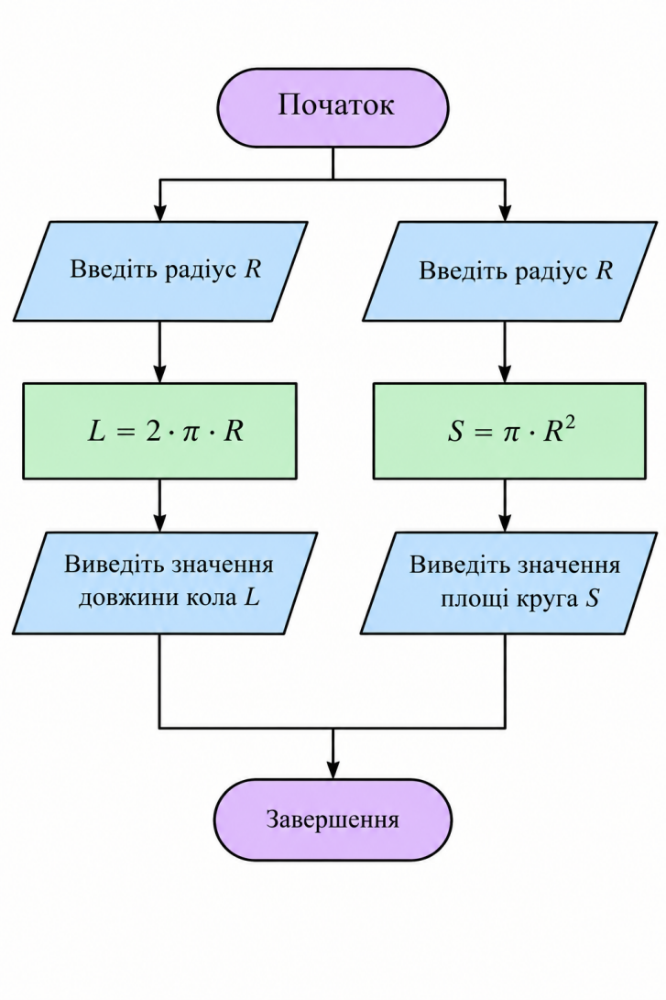 Початок
Введіть радіус R
Введіть радіус R
L = 2 · π · R
S = π · R²
Виведіть значення
довжини кола L
Виведіть значення
площі круга S
Завершення